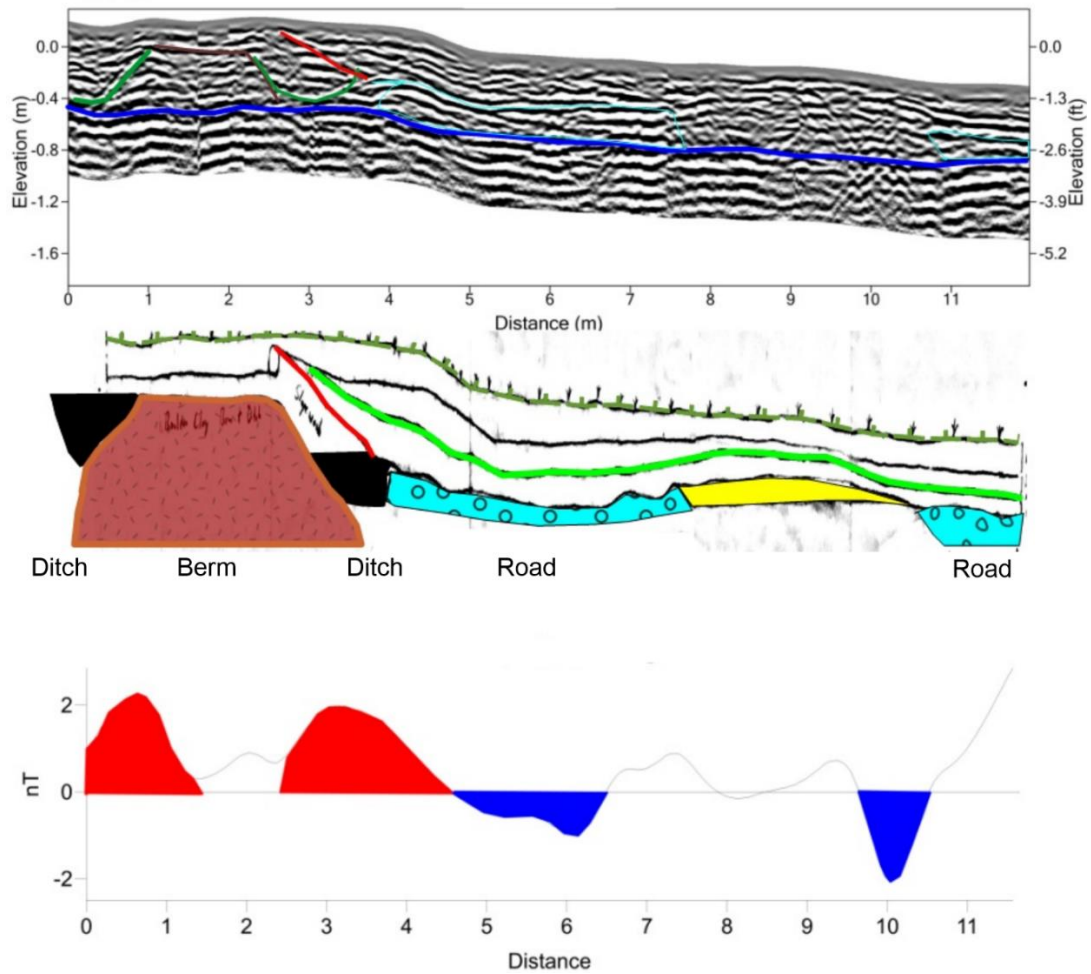 0.0
-0.4
-0.8
-1.2
-1.6
Elevation (m)
0.0
-1.3
-2.6
-3.9
-5.2
Elevation (ft)
0 1 2 3 4 5 6 7 8 9 10 11
Distance (m)
Ditch Berm Ditch Road Road
2
0
-2
nT
0 1 2 3 4 5 6 7 8 9 10 11
Distance